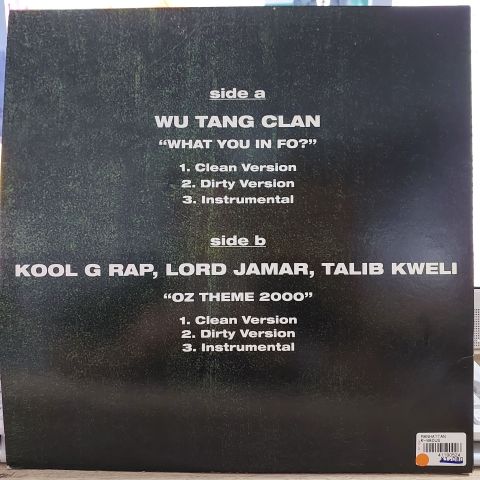 side a
WU TANG CLAN
“WHAT YOU IN FO?”
1. Clean Version
2. Dirty Version
3. Instrumental
side b
KOOL G RAP, LORD JAMAR, TALIB KWELI
“OZ THEME 2000”
1. Clean Version
2. Dirty Version
3. Instrumental
MANHATTAN